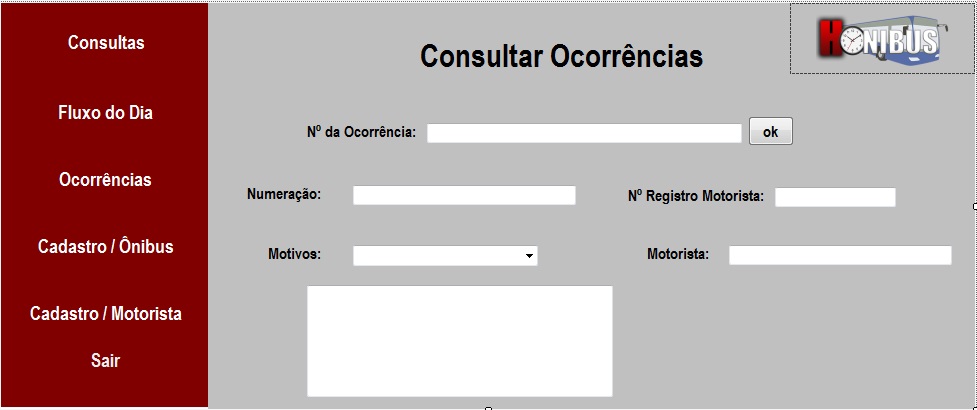 Consultas
Fluxo do Dia
Ocorrências
Cadastro / Ônibus
Cadastro / Motorista
Sair
HONIBUS
Consultar Ocorrências
Nº da Ocorrência:
ok
Numeração:
Nº Registro Motorista:
Motivos:
Motorista: